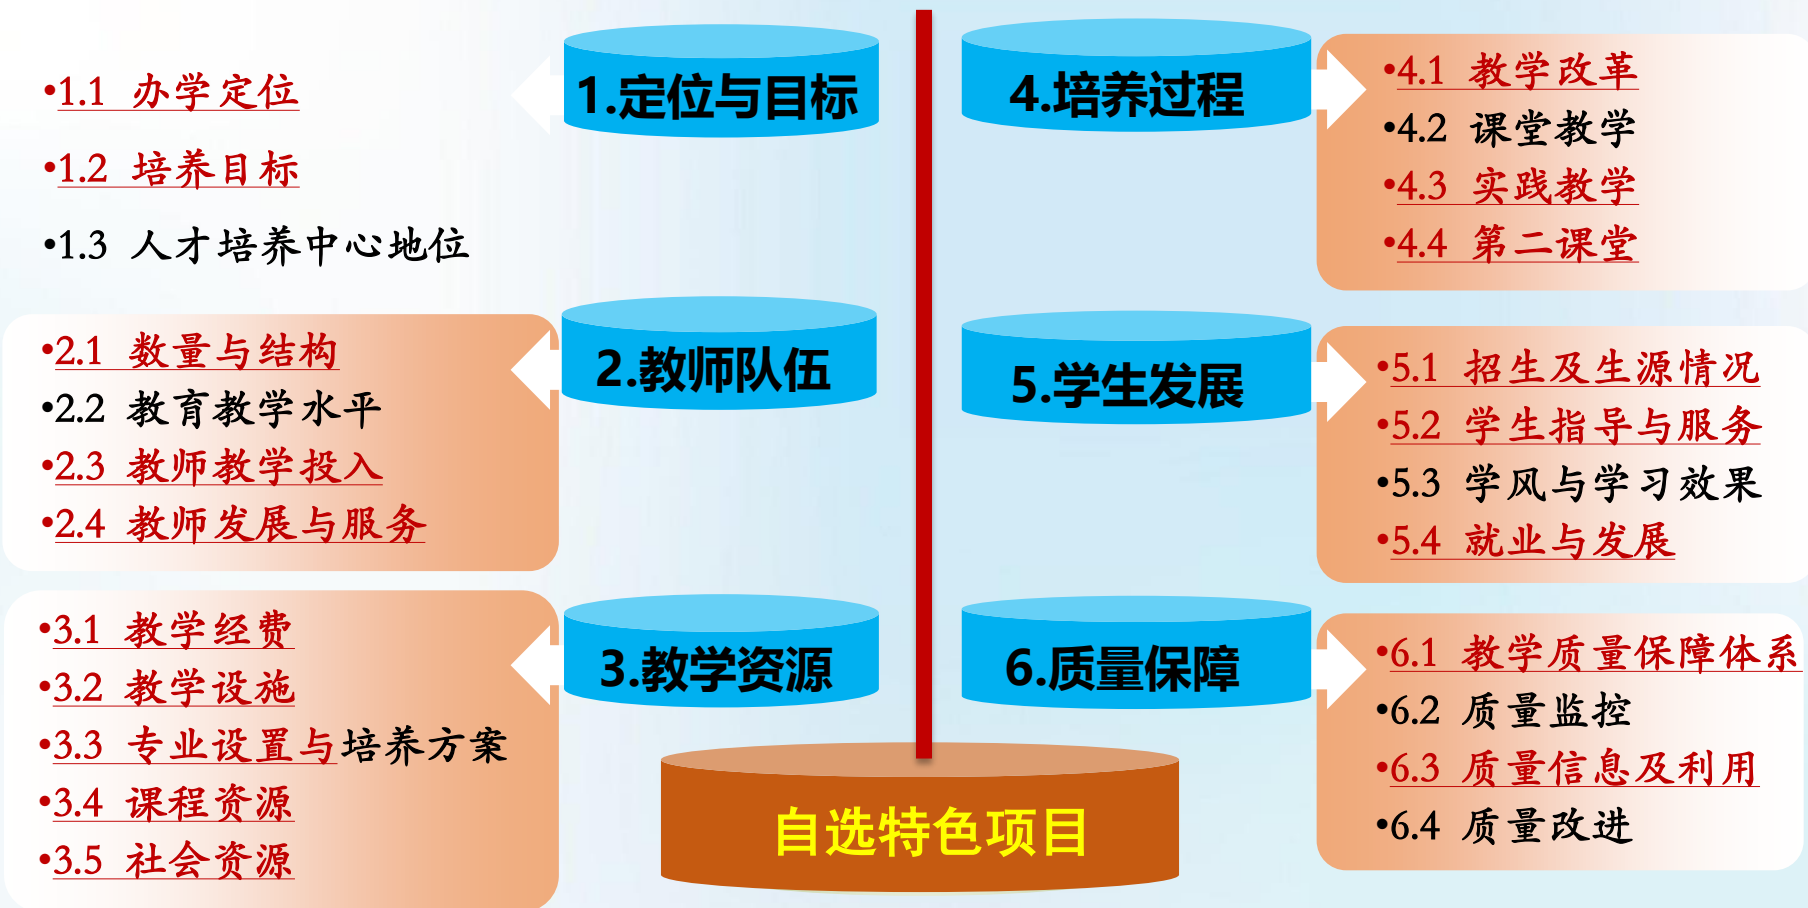 1.定位与目标
•1.1 办学定位
•1.2 培养目标
•1.3 人才培养中心地位
2.教师队伍
•2.1 数量与结构
•2.2 教育教学水平
•2.3 教师教学投入
•2.4 教师发展与服务
3.教学资源
•3.1 教学经费
•3.2 教学设施
•3.3 专业设置与培养方案
•3.4 课程资源
•3.5 社会资源
4.培养过程
•4.1 教学改革
•4.2 课堂教学
•4.3 实践教学
•4.4 第二课堂
5.学生发展
•5.1 招生及生源情况
•5.2 学生指导与服务
•5.3 学风与学习效果
•5.4 就业与发展
6.质量保障
•6.1 教学质量保障体系
•6.2 质量监控
•6.3 质量信息及利用
•6.4 质量改进
自选特色项目